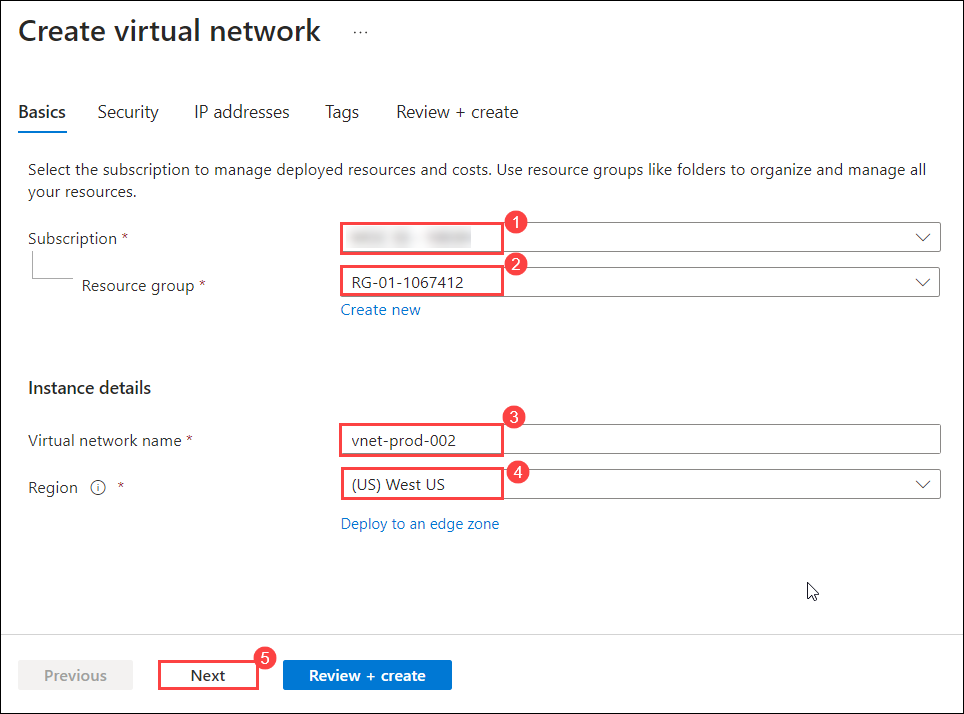 Create virtual network ...
Basics Security IP addresses Tags Review + create
Select the subscription to manage deployed resources and costs. Use resource groups like folders to organize and manage all
your resources.
Subscription * 1
Resource group * RG-01-1067412 2
Create new
Instance details
Virtual network name * vnet-prod-002 3
Region * (US) West US 4
Deploy to an edge zone
Previous Next 5 Review + create